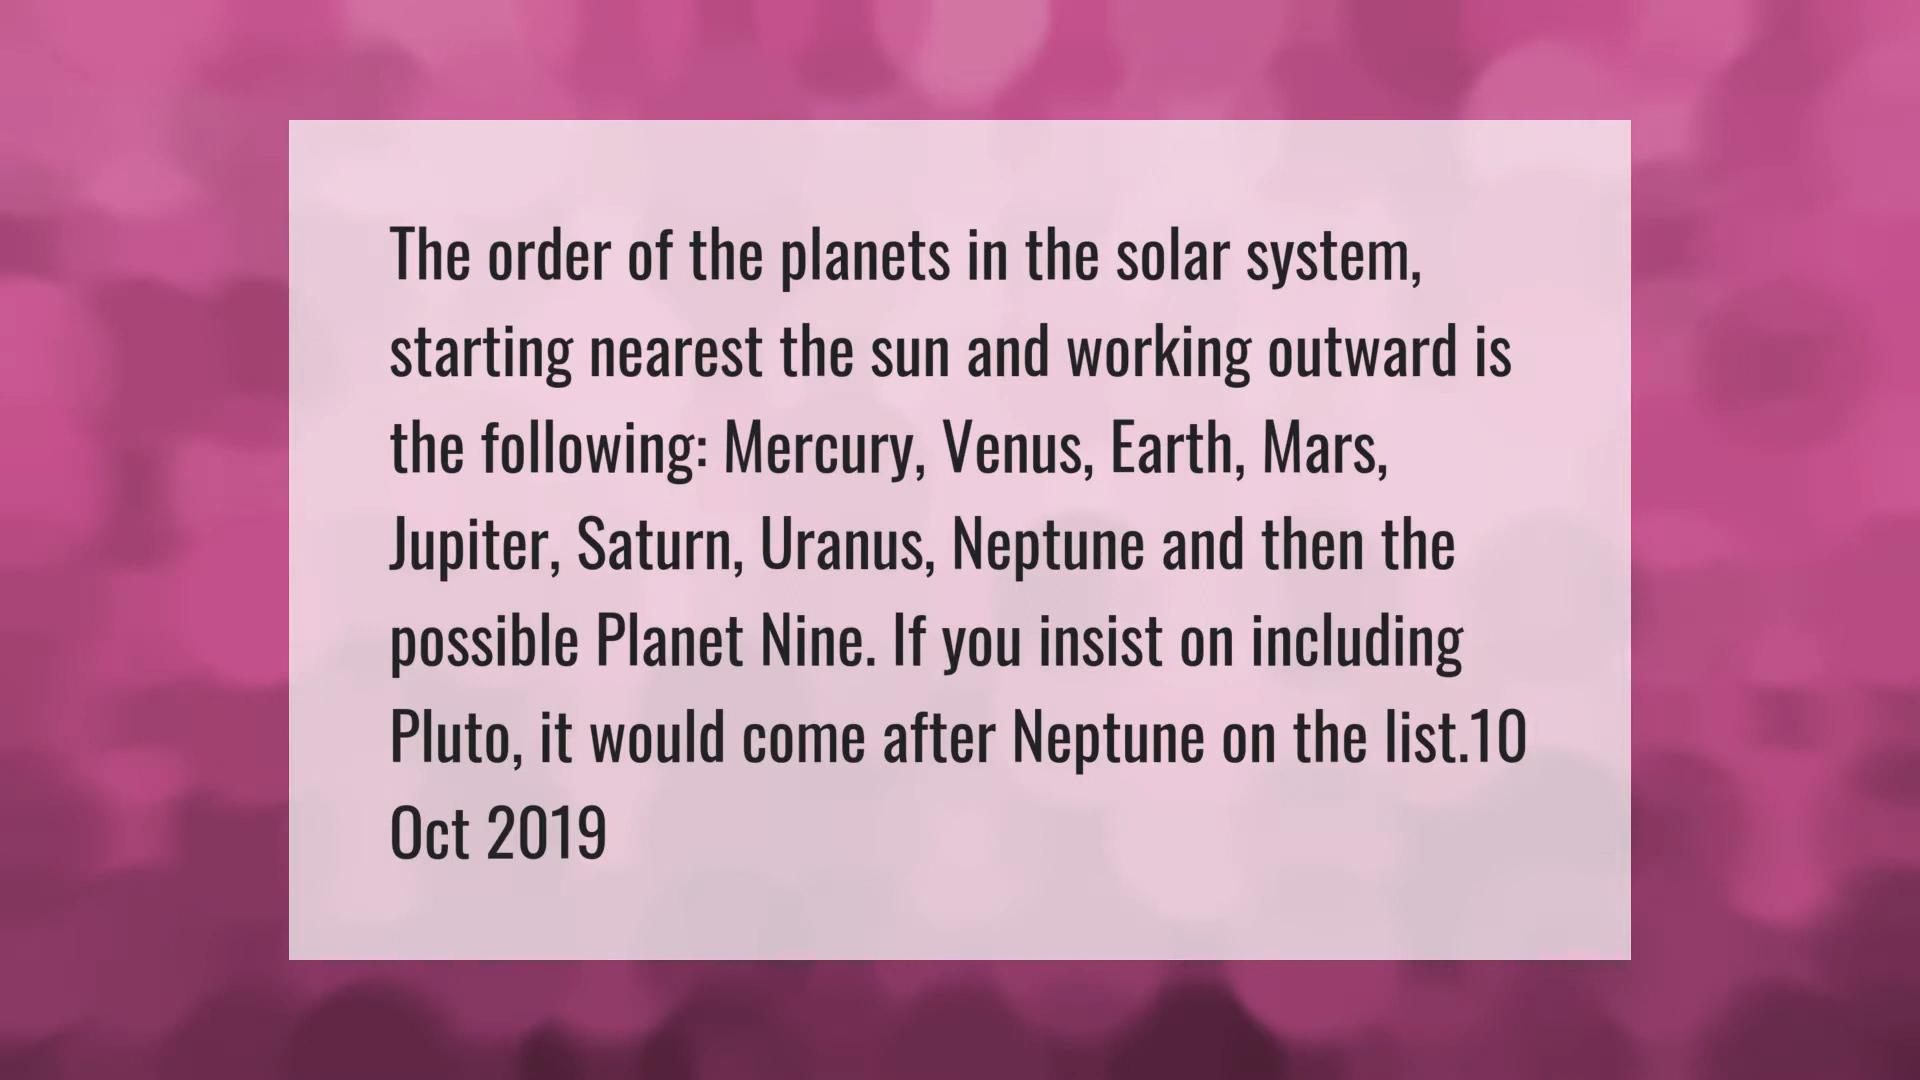 The order of the planets in the solar system,
starting nearest the sun and working outward is
the following: Mercury, Venus, Earth, Mars,
Jupiter, Saturn, Uranus, Neptune and then the
possible Planet Nine. If you insist on including
Pluto, it would come after Neptune on the list.10
Oct 2019